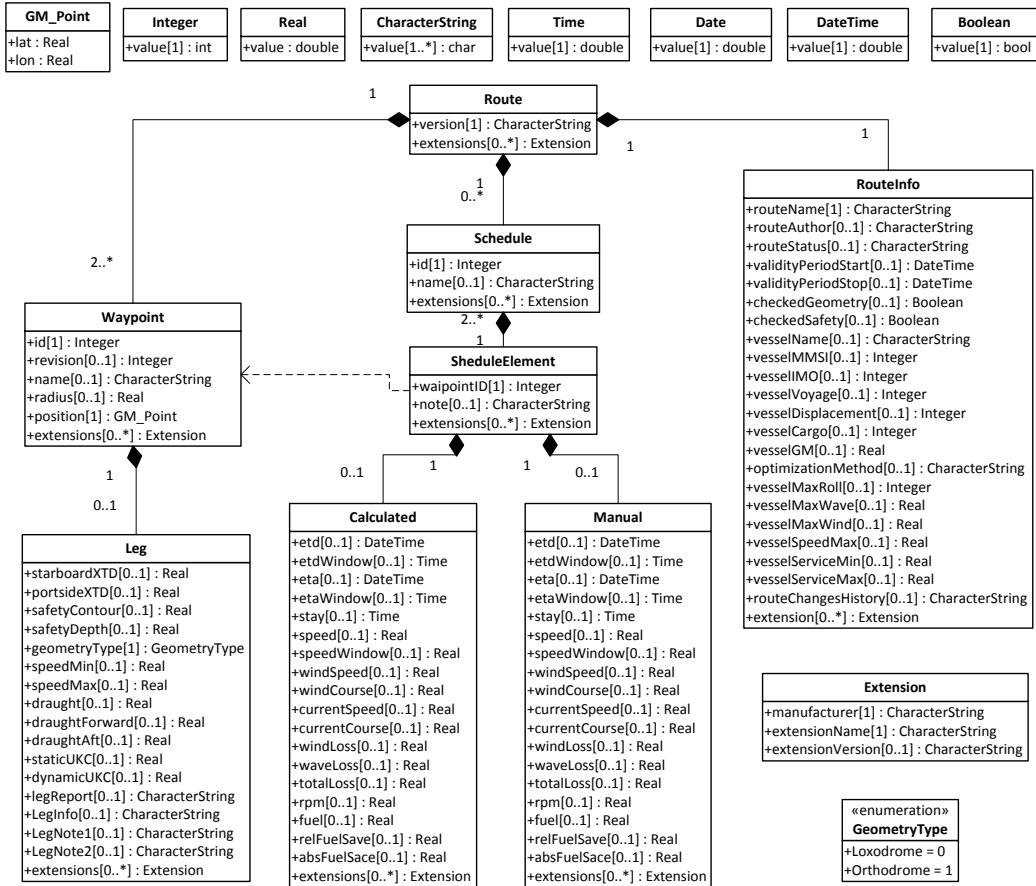 GM_Point
+lat : Real
+lon : Real
Integer
+value[1] : int
Real
+value : double
CharacterString
+value[1..*] : char
Time
+value[1] : double
Date
+value[1] : double
DateTime
+value[1] : double
Boolean
+value[1] : bool
Route
+version[1] : CharacterString
+extensions[0..*] : Extension
1
1
1
1
0..*
2..*
Schedule
+id[1] : Integer
+name[0..1] : CharacterString
+extensions[0..*] : Extension
2..*
1
RouteInfo
+routeName[1] : CharacterString
+routeAuthor[0..1] : CharacterString
+routeStatus[0..1] : CharacterString
+validityPeriodStart[0..1] : DateTime
+validityPeriodStop[0..1] : DateTime
+checkedGeometry[0..1] : Boolean
+checkedSafety[0..1] : Boolean
+vesselName[0..1] : CharacterString
+vesselMMSI[0..1] : Integer
+vesselIMO[0..1] : Integer
+vesselVoyage[0..1] : Integer
+vesselDisplacement[0..1] : Integer
+vesselCargo[0..1] : Integer
+vesselGM[0..1] : Real
+optimizationMethod[0..1] : CharacterString
+vesselMaxRoll[0..1] : Integer
+vesselMaxWave[0..1] : Real
+vesselMaxWind[0..1] : Real
+vesselSpeedMax[0..1] : Real
+vesselServiceMin[0..1] : Real
+vesselServiceMax[0..1] : Real
+routeChangesHistory[0..1] : CharacterString
+extension[0..*] : Extension
Waypoint
+id[1] : Integer
+revision[0..1] : Integer
+name[0..1] : CharacterString
+radius[0..1] : Real
+position[1] : GM_Point
+extensions[0..*] : Extension
SheduleElement
+waipointID[1] : Integer
+note[0..1] : CharacterString
+extensions[0..*] : Extension
1
0..1
0..1
1
1
0..1
Leg
+starboardXTD[0..1] : Real
+portsideXTD[0..1] : Real
+safetyContour[0..1] : Real
+safetyDepth[0..1] : Real
+geometryType[1] : GeometryType
+speedMin[0..1] : Real
+speedMax[0..1] : Real
+draught[0..1] : Real
+draughtForward[0..1] : Real
+draughtAft[0..1] : Real
+staticUKC[0..1] : Real
+dynamicUKC[0..1] : Real
+legReport[0..1] : CharacterString
+LegInfo[0..1] : CharacterString
+LegNote1[0..1] : CharacterString
+LegNote2[0..1] : CharacterString
+extensions[0..*] : Extension
Calculated
+etd[0..1] : DateTime
+etdWindow[0..1] : Time
+eta[0..1] : DateTime
+etaWindow[0..1] : Time
+stay[0..1] : Time
+speed[0..1] : Real
+speedWindow[0..1] : Real
+windSpeed[0..1] : Real
+windCourse[0..1] : Real
+currentSpeed[0..1] : Real
+currentCourse[0..1] : Real
+windLoss[0..1] : Real
+waveLoss[0..1] : Real
+totalLoss[0..1] : Real
+rpm[0..1] : Real
+fuel[0..1] : Real
+relFuelSave[0..1] : Real
+absFuelSace[0..1] : Real
+extensions[0..*] : Extension
Manual
+etd[0..1] : DateTime
+etdWindow[0..1] : Time
+eta[0..1] : DateTime
+etaWindow[0..1] : Time
+stay[0..1] : Time
+speed[0..1] : Real
+speedWindow[0..1] : Real
+windSpeed[0..1] : Real
+windCourse[0..1] : Real
+currentSpeed[0..1] : Real
+currentCourse[0..1] : Real
+windLoss[0..1] : Real
+waveLoss[0..1] : Real
+totalLoss[0..1] : Real
+rpm[0..1] : Real
+fuel[0..1] : Real
+relFuelSave[0..1] : Real
+absFuelSace[0..1] : Real
+extensions[0..*] : Extension
Extension
+manufacturer[1] : CharacterString
+extensionName[1] : CharacterString
+extensionVersion[0..1] : CharacterString
«enumeration»
GeometryType
+Loxodrome = 0
+Orthodrome = 1